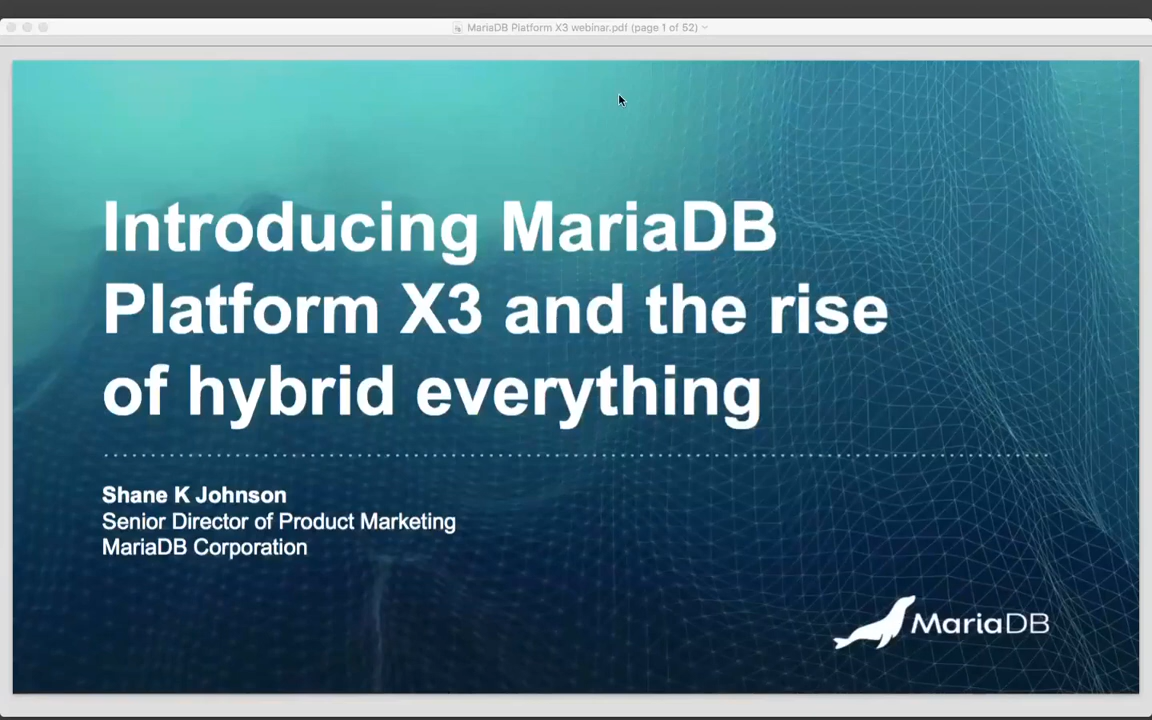 MariaDB Platform X3 webinar.pdf (page 1 of 52)
Introducing MariaDB
Platform X3 and the rise
of hybrid everything
Shane K Johnson
Senior Director of Product Marketing
MariaDB Corporation
MariaDB